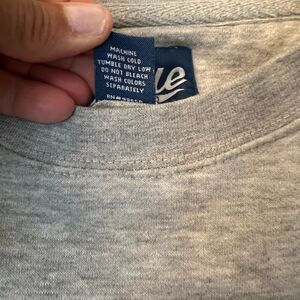 MACHINE
WASH COLD
TUMBLE DRY LOW
DO NOT BLEACH
WASH COLORS
SEPARATELY